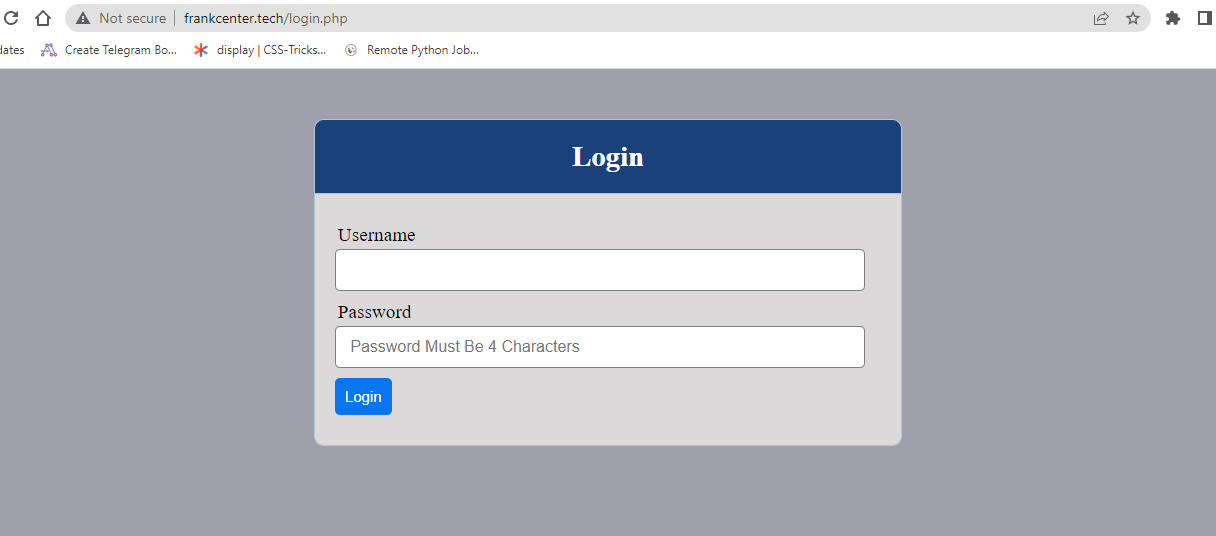 Not secure | frankcenter.tech/login.php
dates Create Telegram Bo... display | CSS-Tricks... Remote Python Job...
Login
Username
Password
Password Must Be 4 Characters
Login